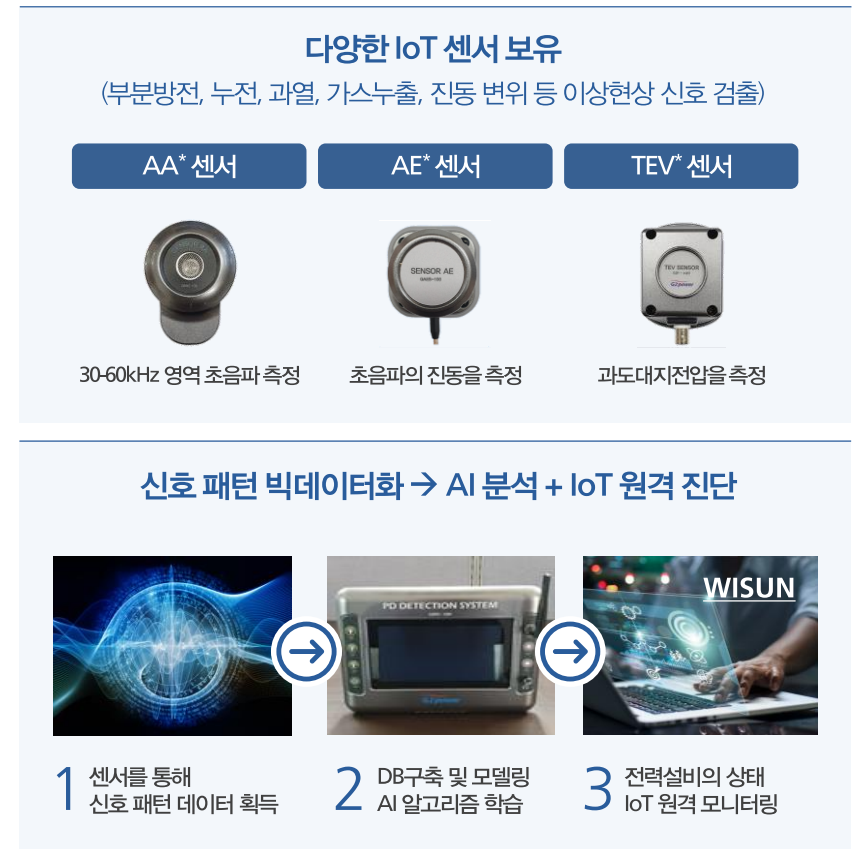 다양한 IoT 센서 보유
(부분방전, 누전, 과열, 가스누출, 진동 변위 등 이상현상 신호 검출)
AA* 센서
AE* 센서
TEV* 센서
SENSOR AE
TEV SENSOR
G2power
30-60kHz 영역 초음파 측정
초음파의 진동을 측정
과도대지전압을 측정
신호 패턴 빅데이터화 → AI 분석 + IoT 원격 진단
PD DETECTION SYSTEM
G2power
WISUN
1 센서를 통해
신호 패턴 데이터 획득
2 DB구축 및 모델링
AI 알고리즘 학습
3 전력설비의 상태
IoT 원격 모니터링